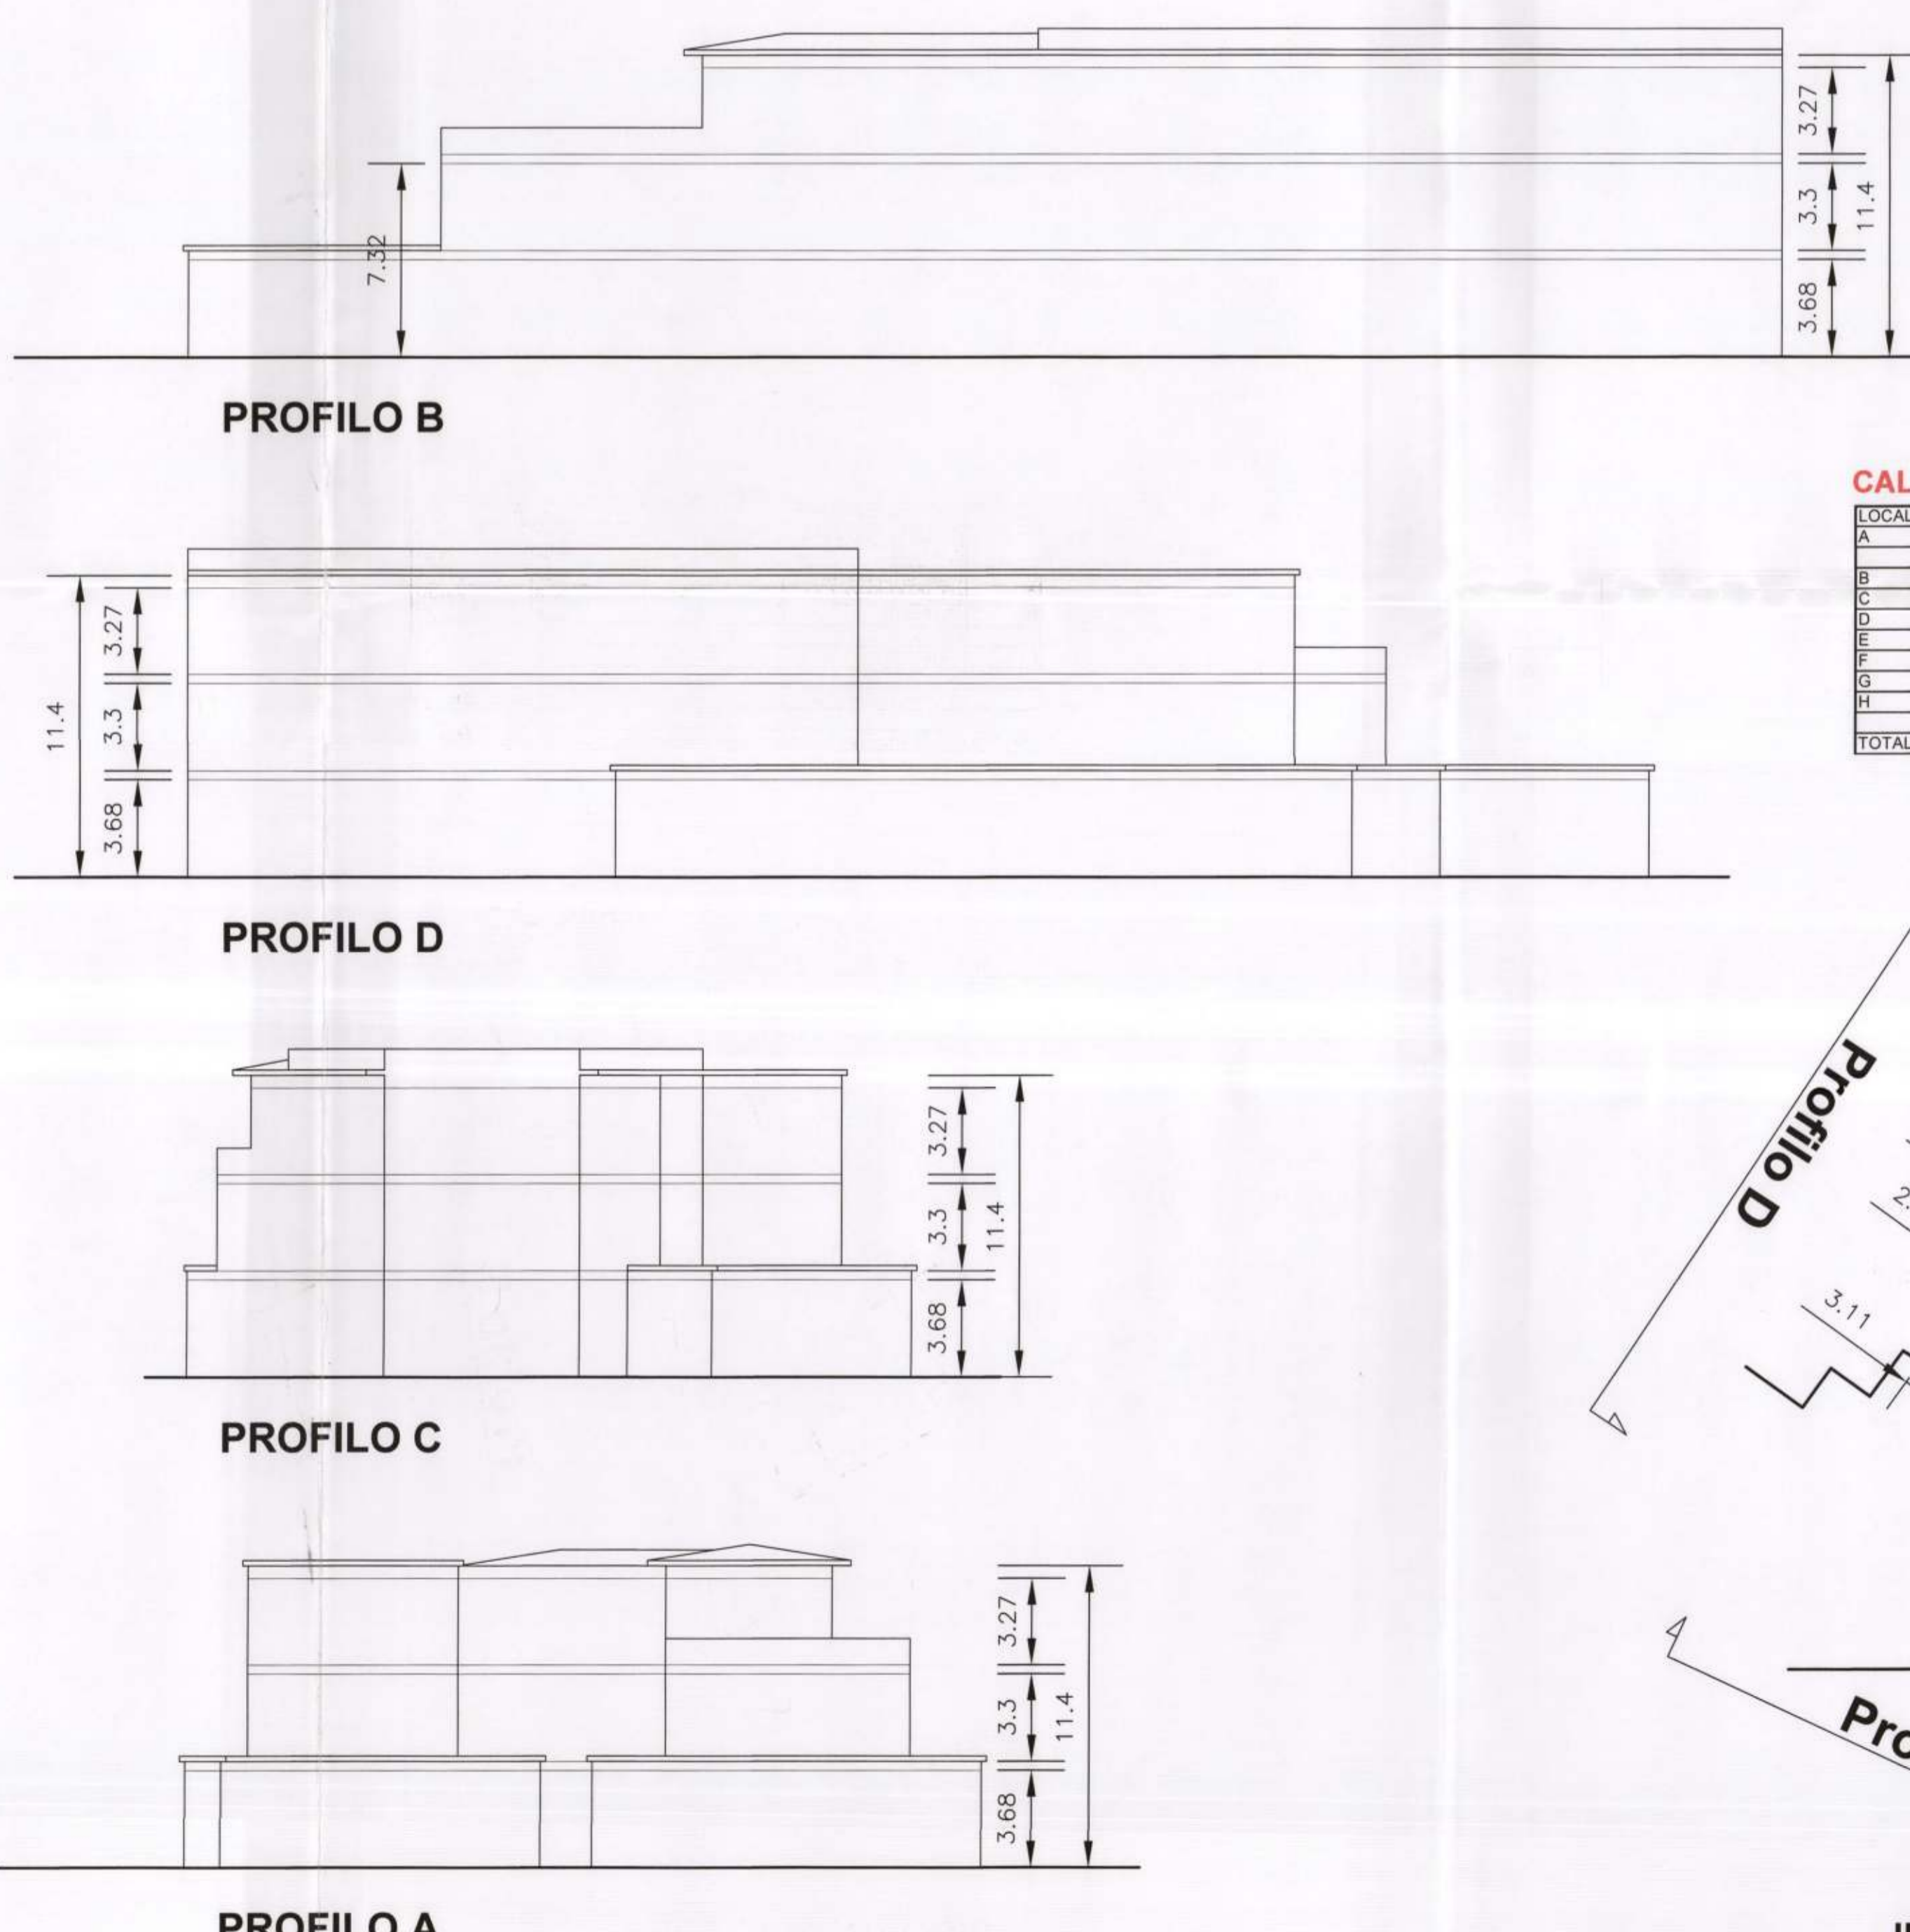 3.27
3.3
11.4
7.32
3.68
PROFILO B
CAL
LOCAL
A
B
C
D
E
F
G
H
TOTAL
3.27
11.4
3.3
3.68
PROFILO D
Profilo D
3.27
3.3
11.4
3.68
2.
3.11
PROFILO C
3.27
3.3
11.4
3.68
Pro
PROFILO A